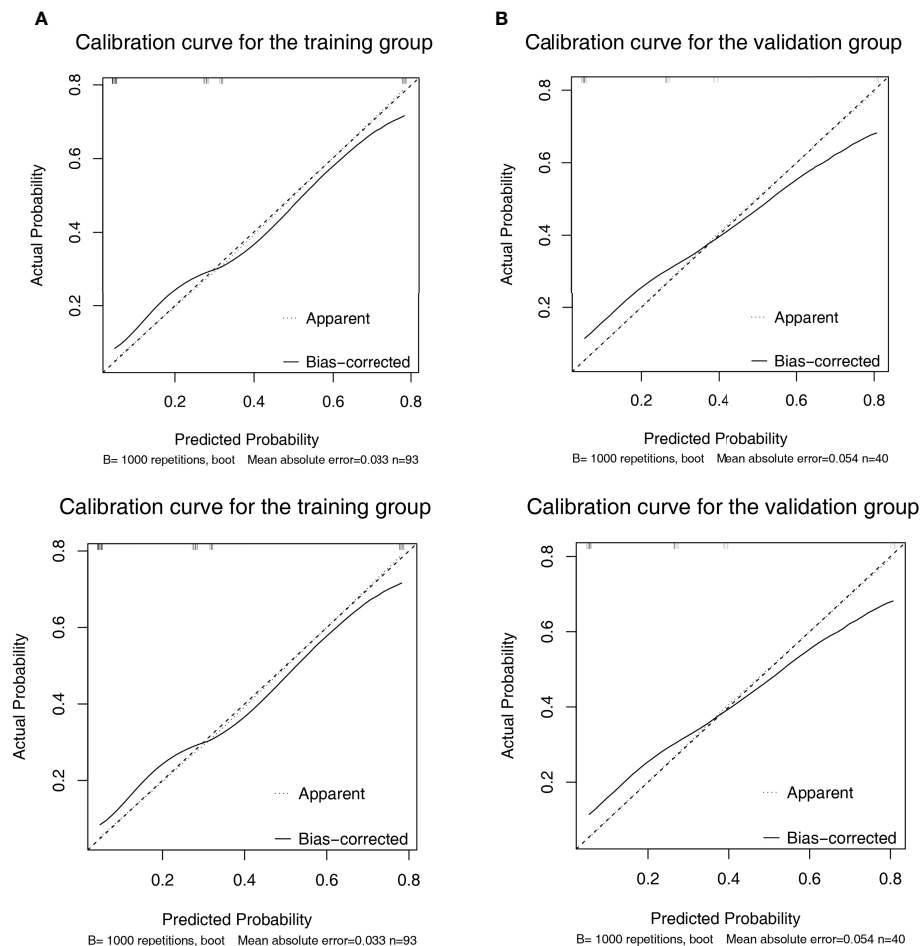 A
B
Calibration curve for the training group
Calibration curve for the validation group
0.8
0.6
0.4
0.2
Actual Probability
Apparent
Bias−corrected
0.2 0.4 0.6 0.8
Predicted Probability
B= 1000 repetitions, boot Mean absolute error=0.033 n=93
0.8
0.6
0.4
0.2
Actual Probability
Apparent
Bias−corrected
0.2 0.4 0.6 0.8
Predicted Probability
B= 1000 repetitions, boot Mean absolute error=0.054 n=40
Calibration curve for the training group
Calibration curve for the validation group
0.8
0.6
0.4
0.2
Actual Probability
Apparent
Bias−corrected
0.2 0.4 0.6 0.8
Predicted Probability
B= 1000 repetitions, boot Mean absolute error=0.033 n=93
0.8
0.6
0.4
0.2
Actual Probability
Apparent
Bias−corrected
0.2 0.4 0.6 0.8
Predicted Probability
B= 1000 repetitions, boot Mean absolute error=0.054 n=40